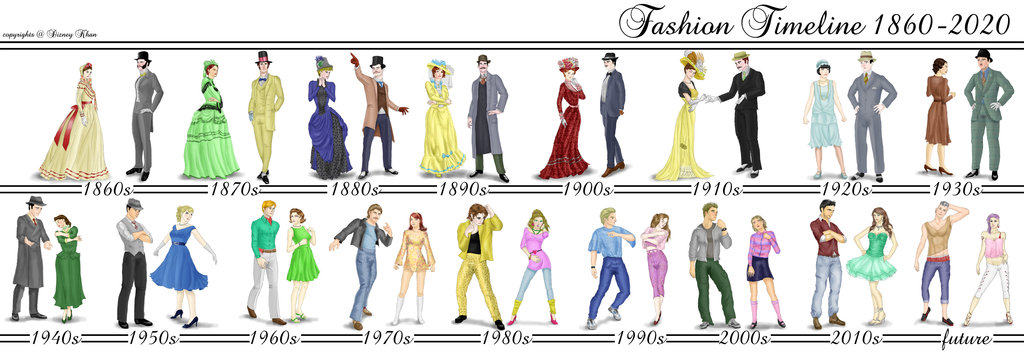 Fashion Timeline 1860-2020
copyrights @ Dizney Khan
1860s 1870s 1880s 1890s 1900s 1910s 1920s 1930s
1940s 1950s 1960s 1970s 1980s 1990s 2000s 2010s future